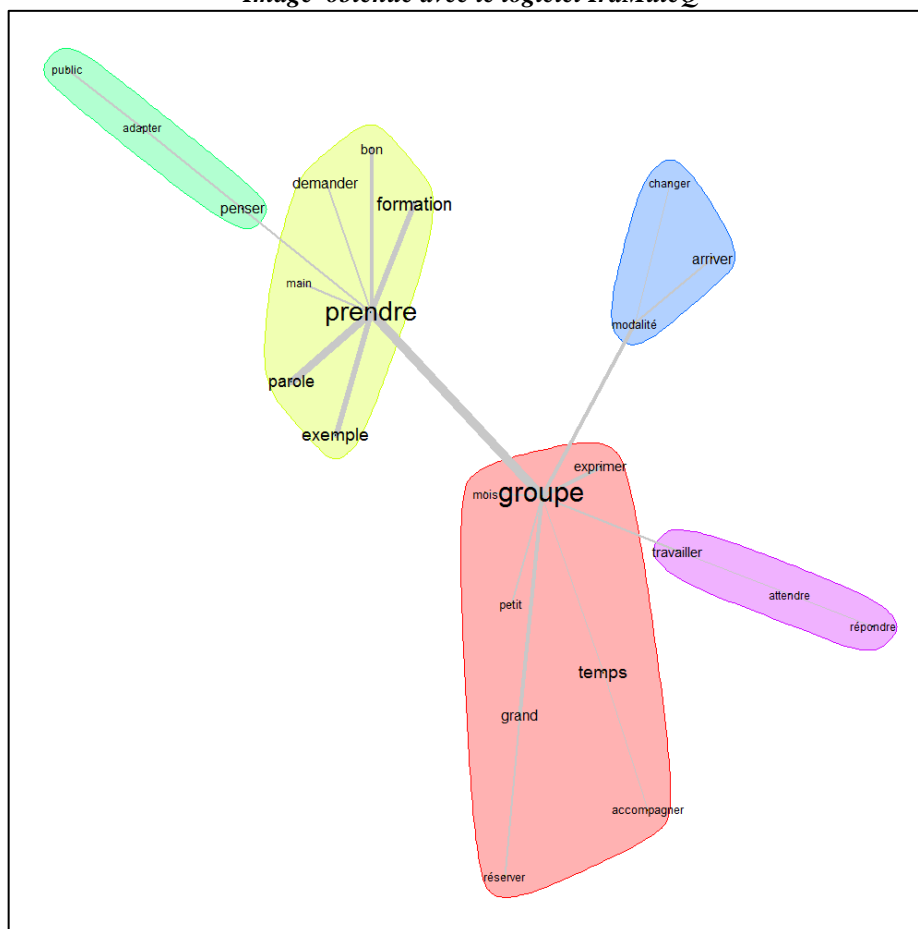 Image obtenue avec le logiciel IraMuteQ
public
adapter
penser
bon
demander
formation
main
prendre
parole
exemple
changer
arriver
modalité
exprimer
mois
groupe
travailler
attendre
répondre
petit
temps
grand
accompagner
réserver